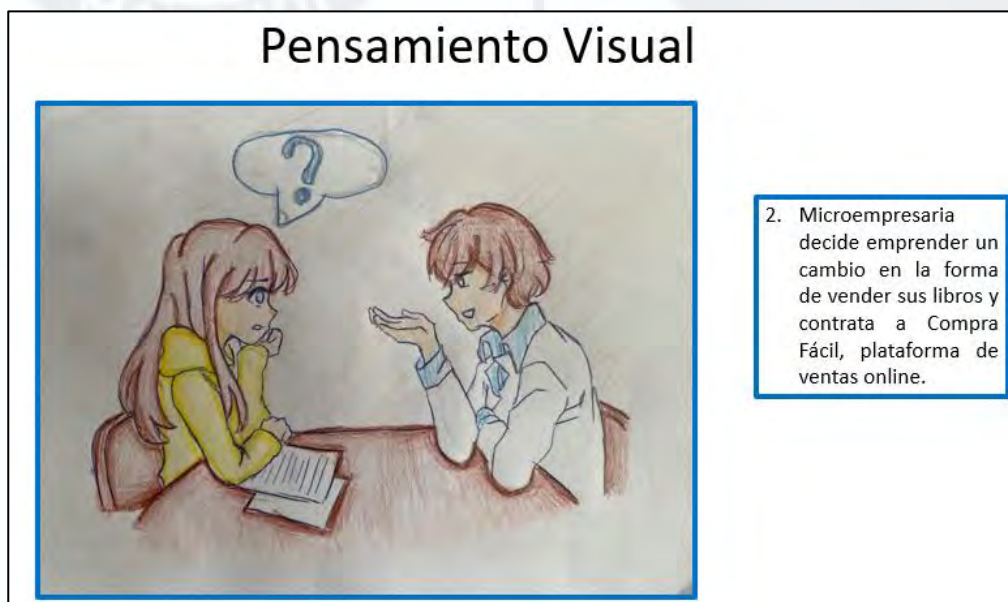 Pensamiento Visual
?
2. Microempresaria
decide emprender un
cambio en la forma
de vender sus libros y
contrata a Compra
Fácil, plataforma de
ventas online.